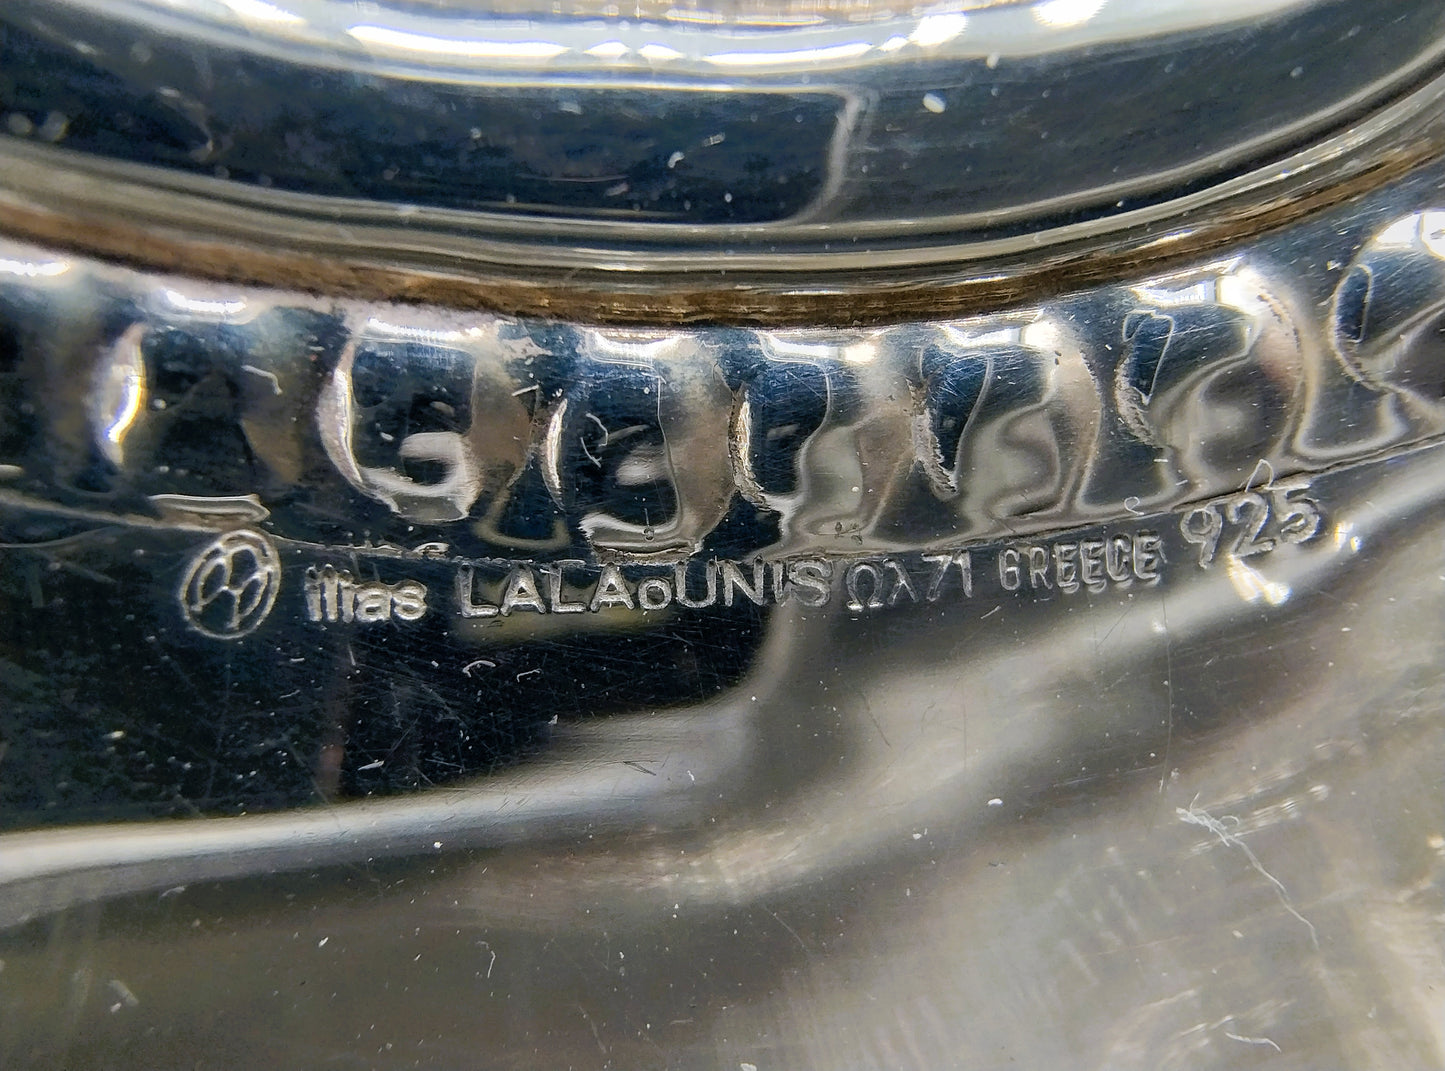 ilias LALAoUNIS Ωλ71 GREECE 925